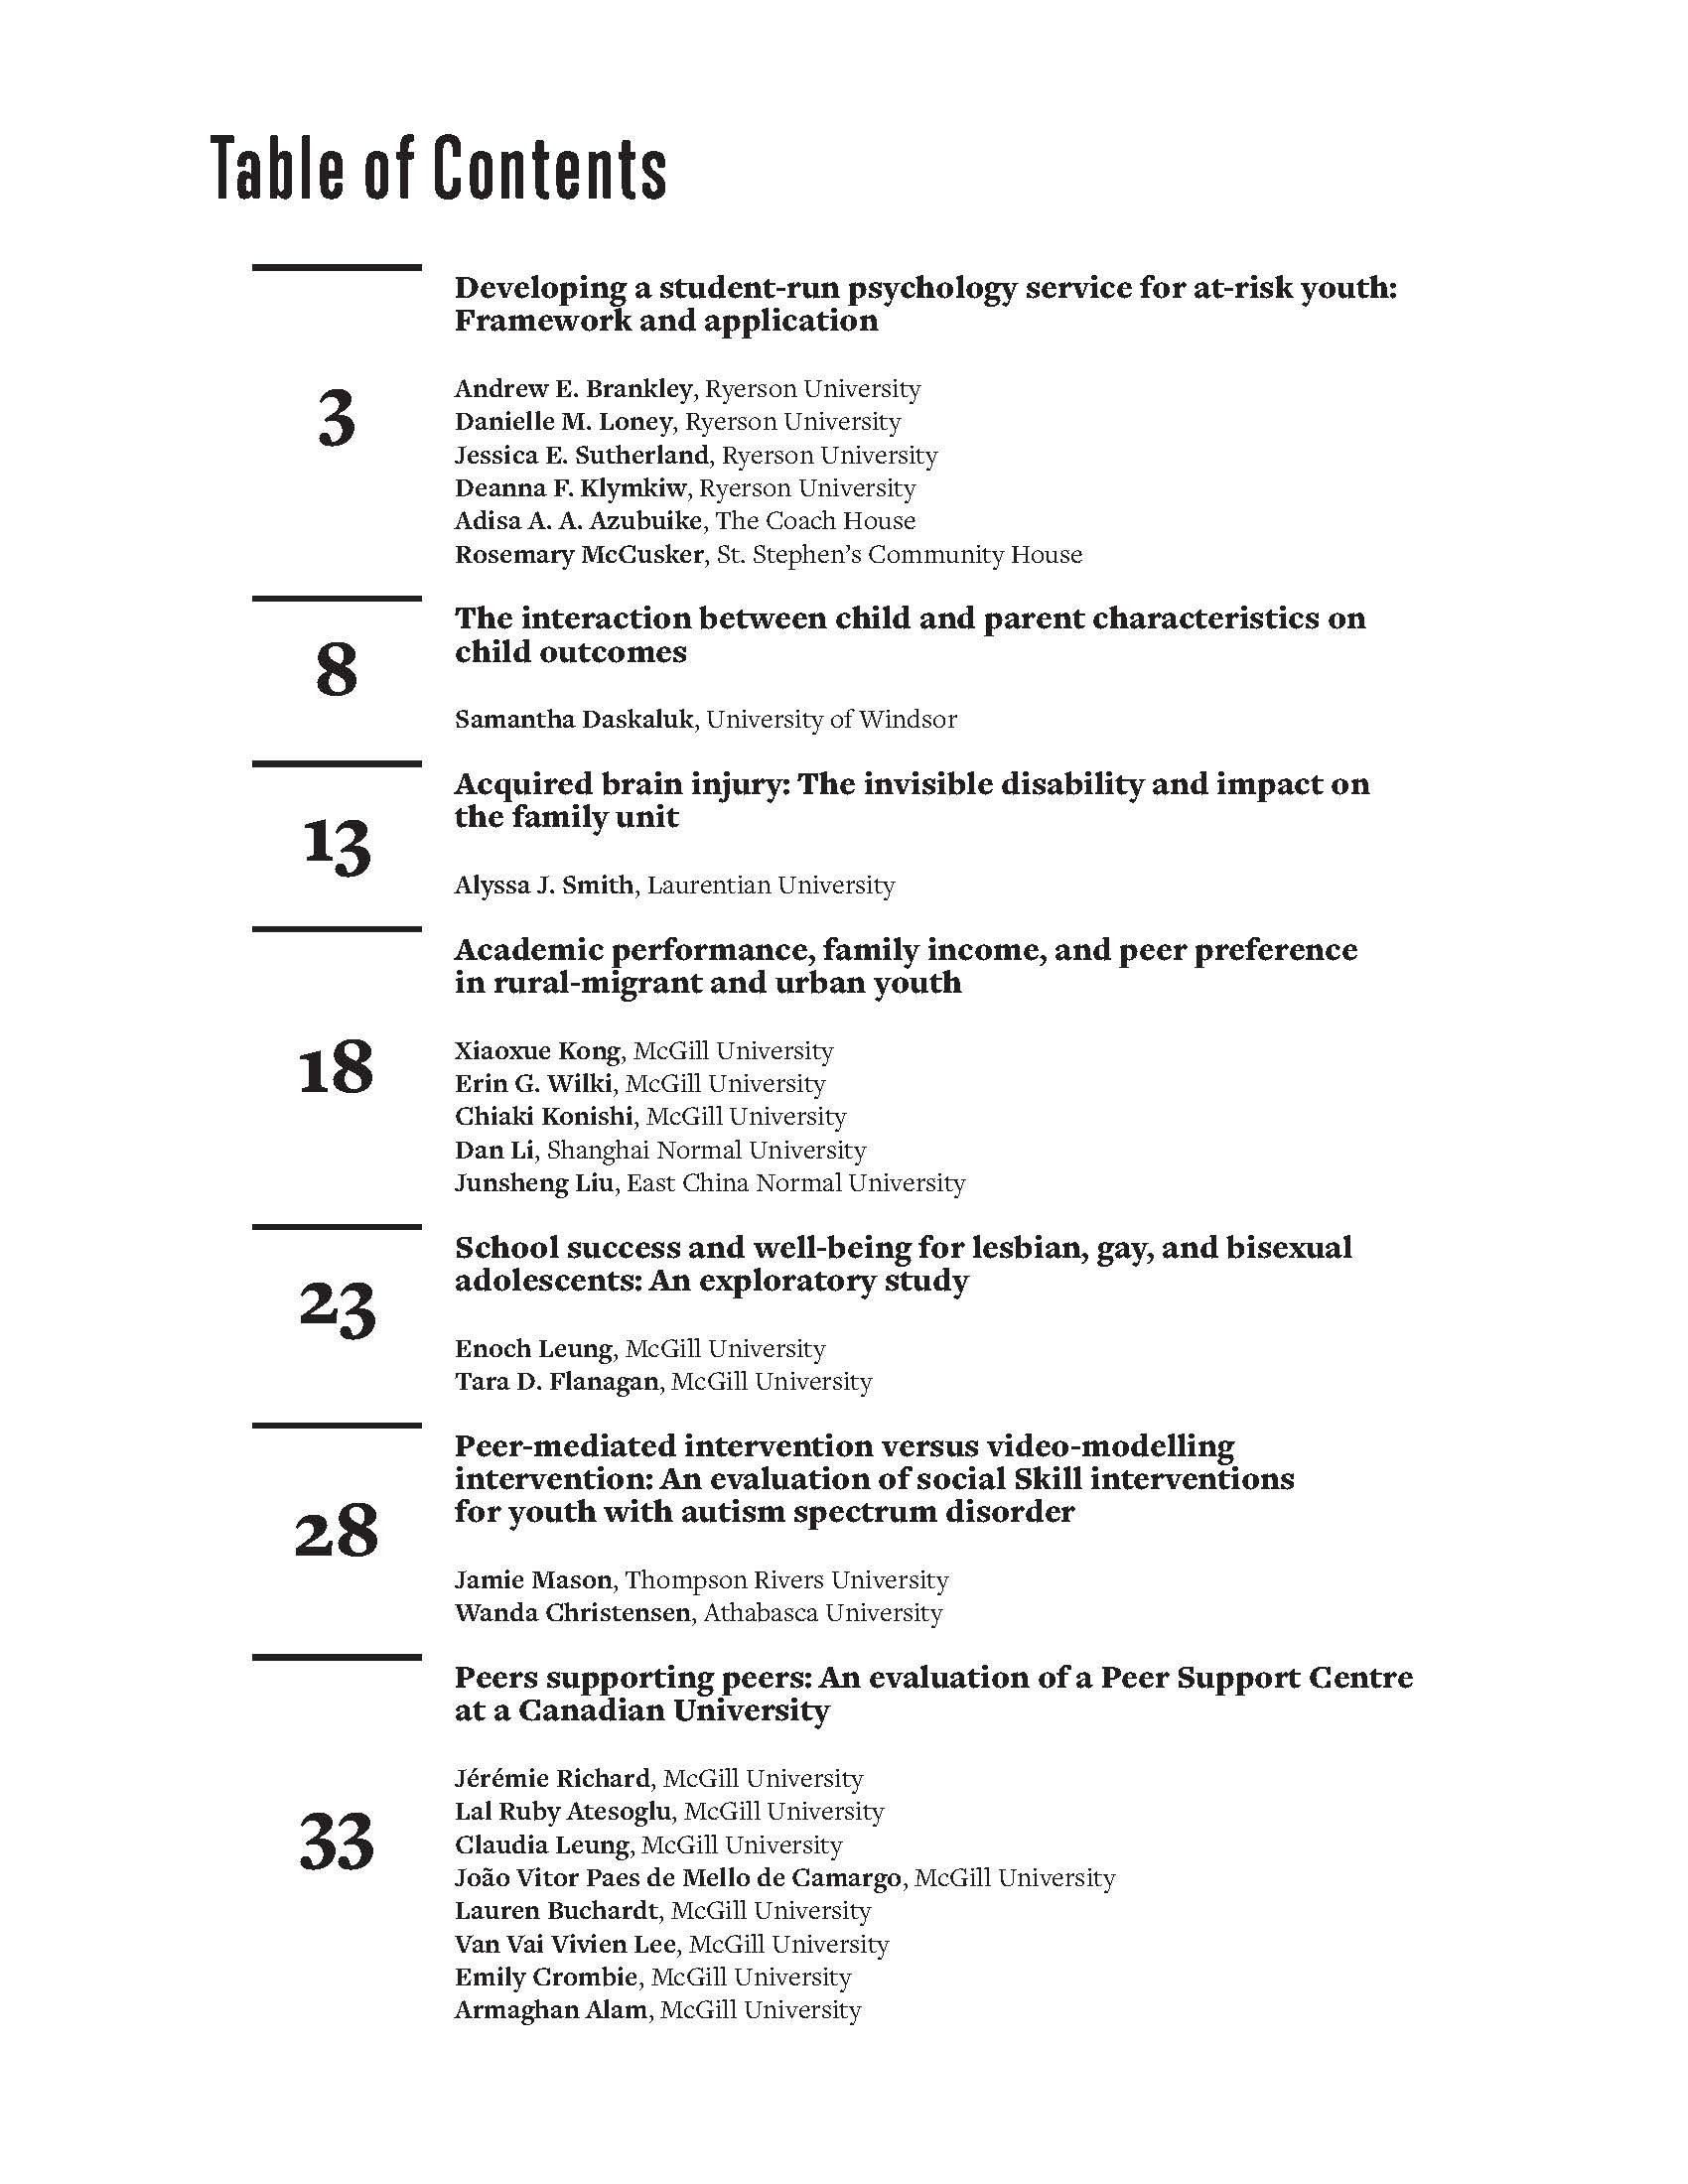 Table of Contents
3
Developing a student-run psychology service for at-risk youth:
Framework and application
Andrew E. Brankley, Ryerson University
Danielle M. Loney, Ryerson University
Jessica E. Sutherland, Ryerson University
Deanna F. Klymkiw, Ryerson University
Adisa A. A. Azubuike, The Coach House
Rosemary McCusker, St. Stephen’s Community House
8
The interaction between child and parent characteristics on
child outcomes
Samantha Daskaluk, University of Windsor
13
Acquired brain injury: The invisible disability and impact on
the family unit
Alyssa J. Smith, Laurentian University
18
Academic performance, family income, and peer preference
in rural-migrant and urban youth
Xiaoxue Kong, McGill University
Erin G. Wilki, McGill University
Chiaki Konishi, McGill University
Dan Li, Shanghai Normal University
Junsheng Liu, East China Normal University
23
School success and well-being for lesbian, gay, and bisexual
adolescents: An exploratory study
Enoch Leung, McGill University
Tara D. Flanagan, McGill University
28
Peer-mediated intervention versus video-modelling
intervention: An evaluation of social Skill interventions
for youth with autism spectrum disorder
Jamie Mason, Thompson Rivers University
Wanda Christensen, Athabasca University
33
Peers supporting peers: An evaluation of a Peer Support Centre
at a Canadian University
Jérémie Richard, McGill University
Lal Ruby Atesoglu, McGill University
Claudia Leung, McGill University
João Vitor Paes de Mello de Camargo, McGill University
Lauren Buchardt, McGill University
Van Vai Vivien Lee, McGill University
Emily Crombie, McGill University
Armaghan Alam, McGill University